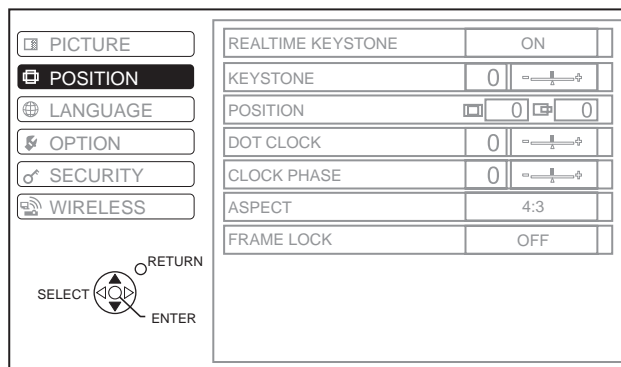 PICTURE
POSITION
LANGUAGE
OPTION
SECURITY
WIRELESS
RETURN
SELECT
ENTER
REALTIME KEYSTONE ON
KEYSTONE 0 - +
POSITION 0 0
DOT CLOCK 0 - +
CLOCK PHASE 0 - +
ASPECT 4:3
FRAME LOCK OFF